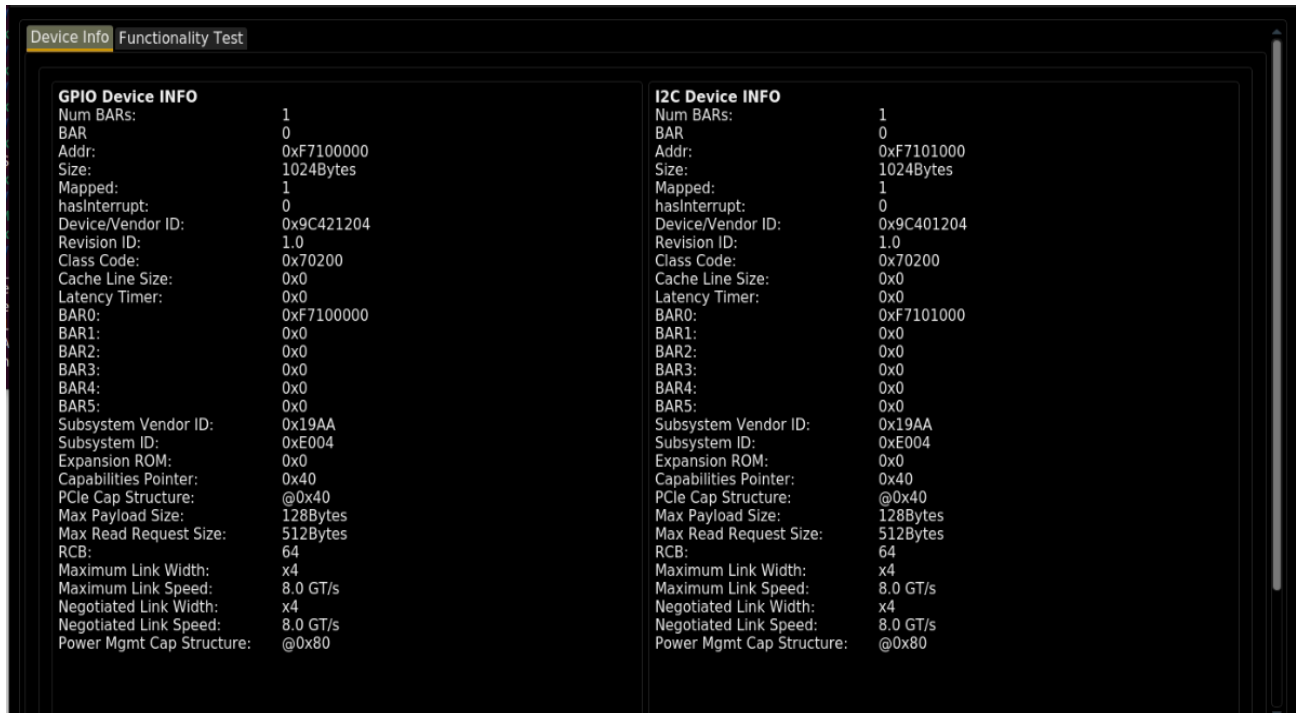 Device Info Functionality Test
GPIO Device INFO
Num BARs: 1
BAR 0
Addr: 0xF7100000
Size: 1024Bytes
Mapped: 1
hasInterrupt: 0
Device/Vendor ID: 0x9C421204
Revision ID: 1.0
Class Code: 0x70200
Cache Line Size: 0x0
Latency Timer: 0x0
BAR0: 0xF7100000
BAR1: 0x0
BAR2: 0x0
BAR3: 0x0
BAR4: 0x0
BAR5: 0x0
Subsystem Vendor ID: 0x19AA
Subsystem ID: 0xE004
Expansion ROM: 0x0
Capabilities Pointer: 0x40
PCIe Cap Structure: @0x40
Max Payload Size: 128Bytes
Max Read Request Size: 512Bytes
RCB: 64
Maximum Link Width: x4
Maximum Link Speed: 8.0 GT/s
Negotiated Link Width: x4
Negotiated Link Speed: 8.0 GT/s
Power Mgmt Cap Structure: @0x80
I2C Device INFO
Num BARs: 1
BAR 0
Addr: 0xF7101000
Size: 1024Bytes
Mapped: 1
hasInterrupt: 0
Device/Vendor ID: 0x9C401204
Revision ID: 1.0
Class Code: 0x70200
Cache Line Size: 0x0
Latency Timer: 0x0
BAR0: 0xF7101000
BAR1: 0x0
BAR2: 0x0
BAR3: 0x0
BAR4: 0x0
BAR5: 0x0
Subsystem Vendor ID: 0x19AA
Subsystem ID: 0xE004
Expansion ROM: 0x0
Capabilities Pointer: 0x40
PCIe Cap Structure: @0x40
Max Payload Size: 128Bytes
Max Read Request Size: 512Bytes
RCB: 64
Maximum Link Width: x4
Maximum Link Speed: 8.0 GT/s
Negotiated Link Width: x4
Negotiated Link Speed: 8.0 GT/s
Power Mgmt Cap Structure: @0x80